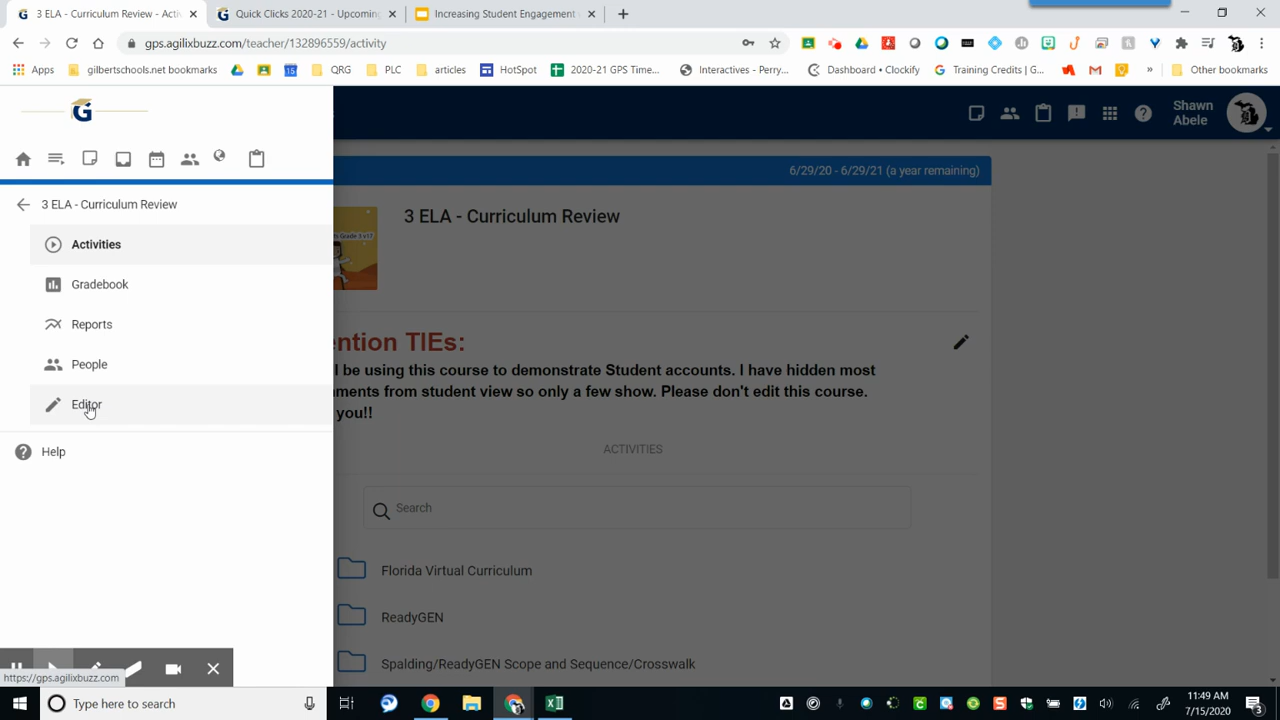 3 ELA - Curriculum Review - Activ
Quick Clicks 2020-21 - Upcoming
Increasing Student Engagement
gps.agilixbuzz.com/teacher/132896559/activity
Apps
gilbertschools.net bookmarks
QRG
PLC
articles
HotSpot
2020-21 GPS Time...
Interactives - Perry...
Dashboard • Clockify
Training Credits | G...
Other bookmarks
G
Shawn
Abele
6/29/20 - 6/29/21 (a year remaining)
3 ELA - Curriculum Review
3 ELA - Curriculum Review
Activities
Gradebook
Reports
People
Editor
Help
ention TIEs:
l be using this course to demonstrate Student accounts. I have hidden most
nments from student view so only a few show. Please don't edit this course.
you!!
ACTIVITIES
Search
Florida Virtual Curriculum
ReadyGEN
Spalding/ReadyGEN Scope and Sequence/Crosswalk
https://gps.agilixbuzz.com
Type here to search
11:49 AM
7/15/2020